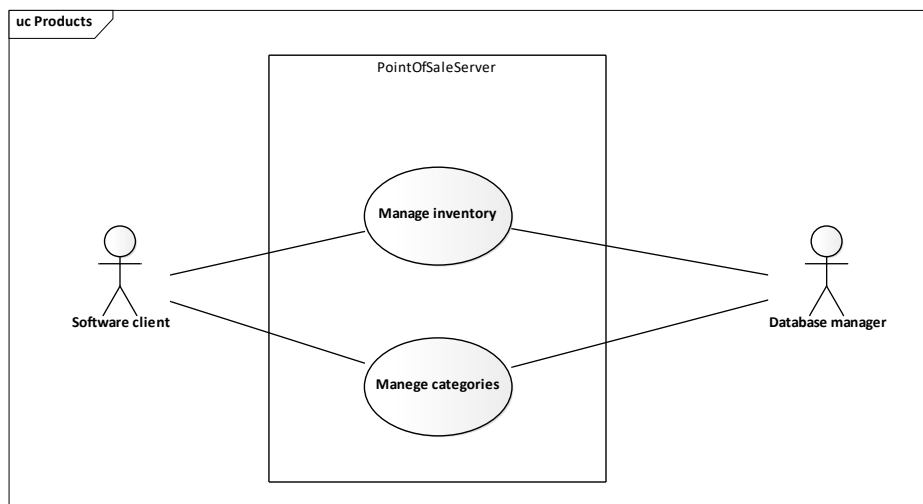 uc Products
PointOfSaleServer
Manage inventory
Software client
Database manager
Manege categories